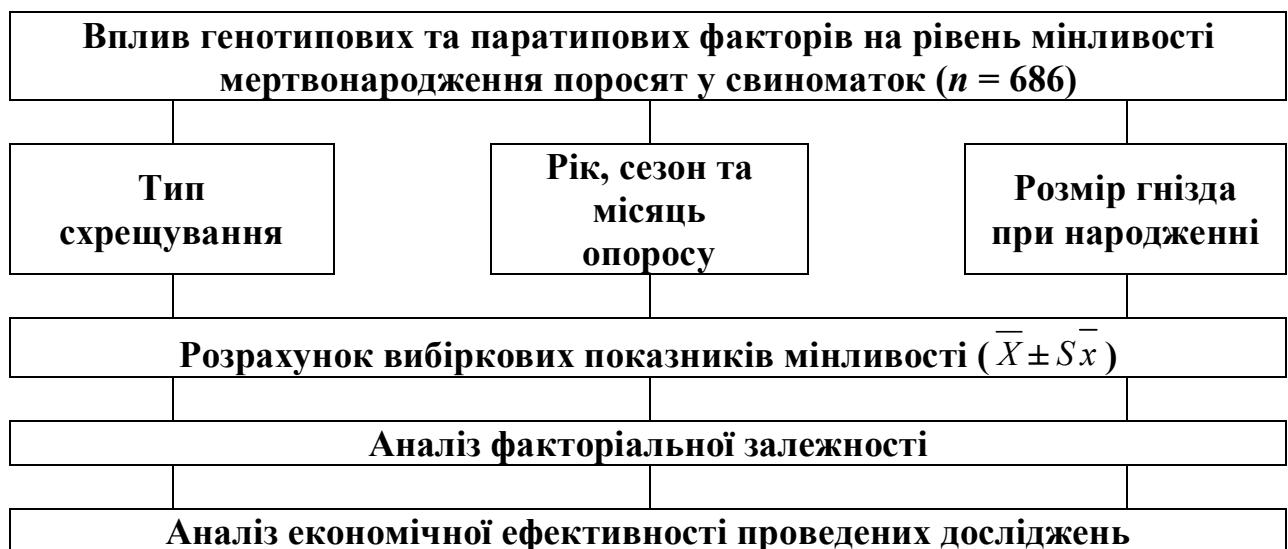 Вплив генотипових та паратипових факторів на рівень мінливості
мертвонародження поросят у свиноматок (n = 686)
Тип
схрещування
Рік, сезон та
місяць
опоросу
Розмір гнізда
при народженні
Розрахунок вибіркових показників мінливості ( X̅ ± Sx̅ )
Аналіз факторіальної залежності
Аналіз економічної ефективності проведених досліджень